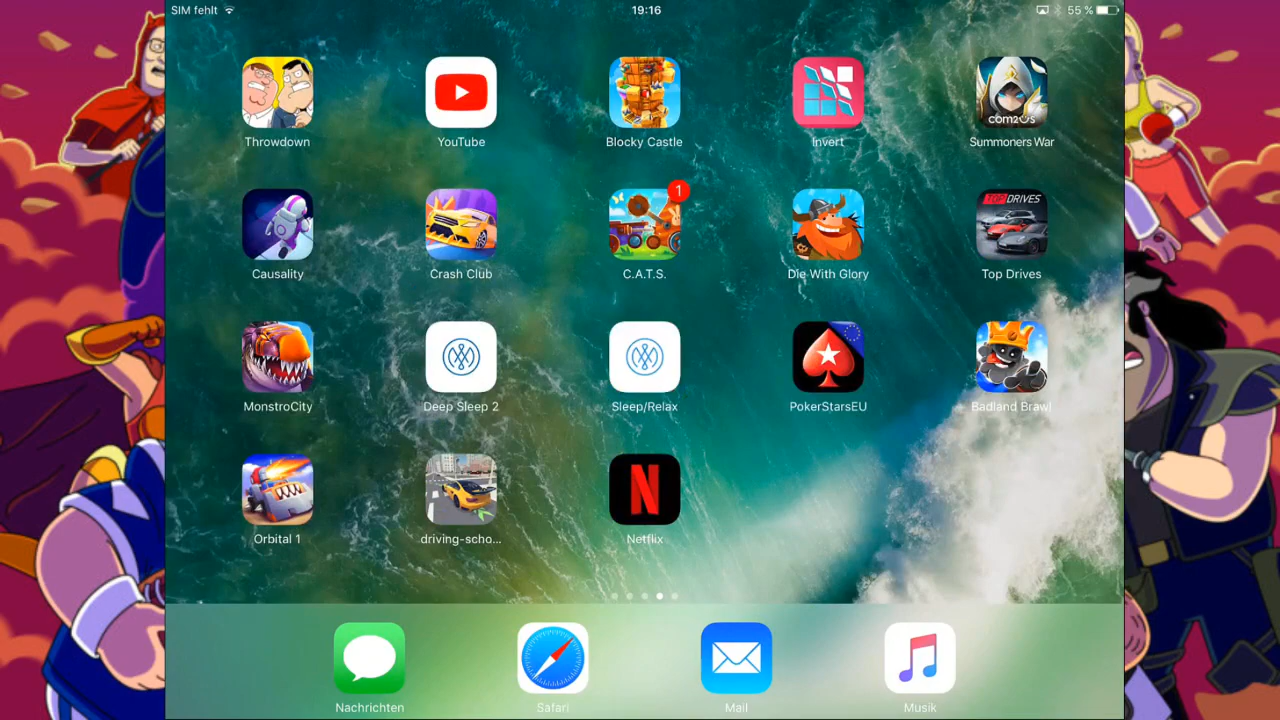 SIM fehlt
19:16
55 %
com2us
Throwdown
YouTube
Blocky Castle
Invert
Summoners War
1
TOPDRIVES
Causality
Crash Club
C.A.T.S.
Die With Glory
Top Drives
MonstroCity
Deep Sleep 2
Sleep/Relax
PokerStarsEU
Badland Brawl
N
Orbital 1
driving-scho...
Netflix
Nachrichten
Safari
Mail
Musik